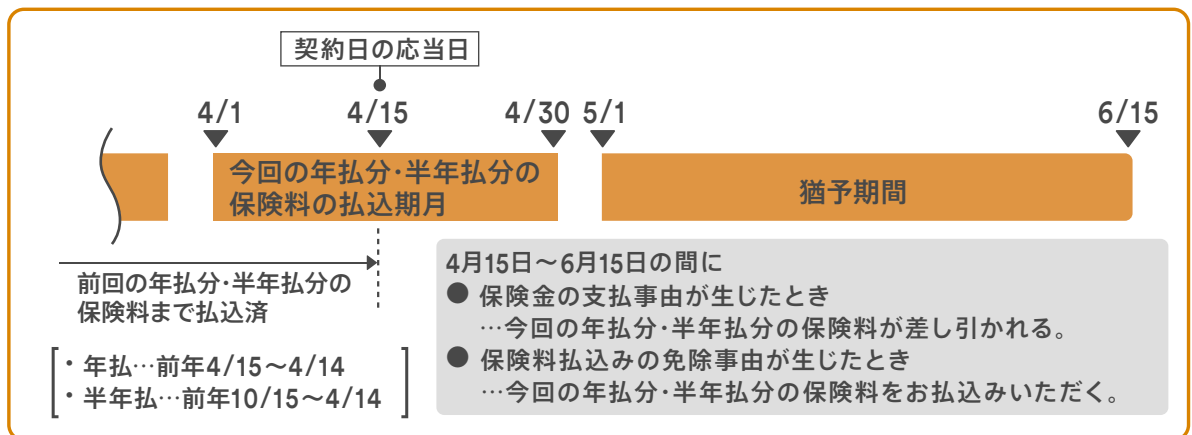 契約日の応当日
4/1
4/15
4/30
5/1
6/15
今回の年払分・半年払分の
保険料の払込期月
猶予期間
前回の年払分・半年払分の
保険料まで払込済
・年払…前年4/15〜4/14
・半年払…前年10/15〜4/14
4月15日〜6月15日の間に
● 保険金の支払事由が生じたとき
…今回の年払分・半年払分の保険料が差し引かれる。
● 保険料払込みの免除事由が生じたとき
…今回の年払分・半年払分の保険料をお払込みいただく。